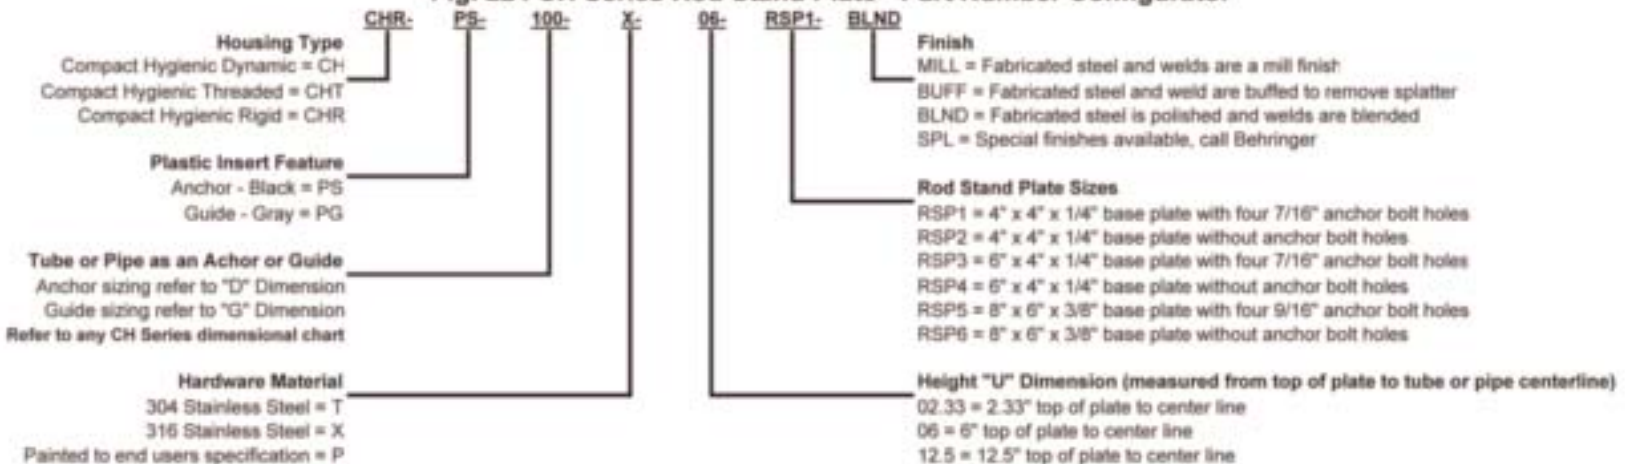 CHR- PS- 100- X- 06- RSP1- BLND
Housing Type
Compact Hygienic Dynamic = CH
Compact Hygienic Threaded = CHT
Compact Hygienic Rigid = CHR
Plastic Insert Feature
Anchor - Black = PS
Guide - Gray = PG
Tube or Pipe as an Achor or Guide
Anchor sizing refer to "D" Dimension
Guide sizing refer to "G" Dimension
Refer to any CH Series dimensional chart
Hardware Material
304 Stainless Steel = T
316 Stainless Steel = X
Painted to end users specification = P
Finish
MILL = Fabricated steel and welds are a mill finish
BUFF = Fabricated steel and weld are buffed to remove splatter
BLND = Fabricated steel is polished and welds are blended
SPL = Special finishes available, call Behringer
Rod Stand Plate Sizes
RSP1 = 4" x 4" x 1/4" base plate with four 7/16" anchor bolt holes
RSP2 = 4" x 4" x 1/4" base plate without anchor bolt holes
RSP3 = 6" x 4" x 1/4" base plate with four 7/16" anchor bolt holes
RSP4 = 6" x 4" x 1/4" base plate without anchor bolt holes
RSP5 = 8" x 6" x 3/8" base plate with four 9/16" anchor bolt holes
RSP6 = 8" x 6" x 3/8" base plate without anchor bolt holes
Height "U" Dimension (measured from top of plate to tube or pipe centerline)
02.33 = 2.33" top of plate to center line
06 = 6" top of plate to center line
12.5 = 12.5" top of plate to center line